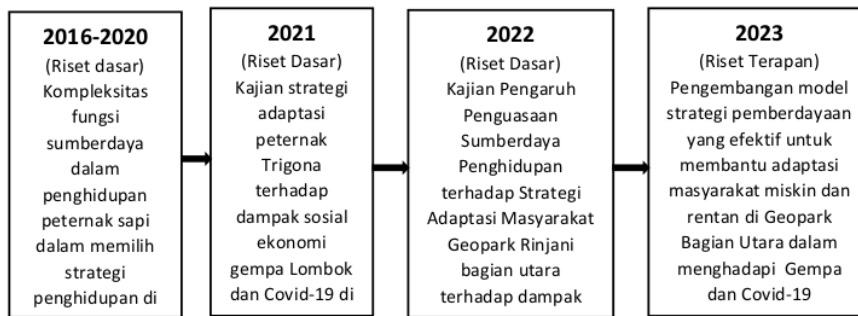 2016-2020
(Riset dasar)
Kompleksitas
fungsi
sumberdaya
dalam
penghidupan
peternak sapi
dalam memilih
strategi
penghidupan di
2021
(Riset Dasar)
Kajian strategi
adaptasi
peternak
Trigona
terhadap
dampak sosial
ekonomi
gempa Lombok
dan Covid-19 di
2022
(Riset Dasar)
Kajian Pengaruh
Penguasaan
Sumberdaya
Penghidupan
terhadap Strategi
Adaptasi Masyarakat
Geopark Rinjani
bagian utara
terhadap dampak
2023
(Riset Terapan)
Pengembangan model
strategi pemberdayaan
yang efektif untuk
membantu adaptasi
masyarakat miskin dan
rentan di Geopark
Bagian Utara dalam
menghadapi Gempa
dan Covid-19